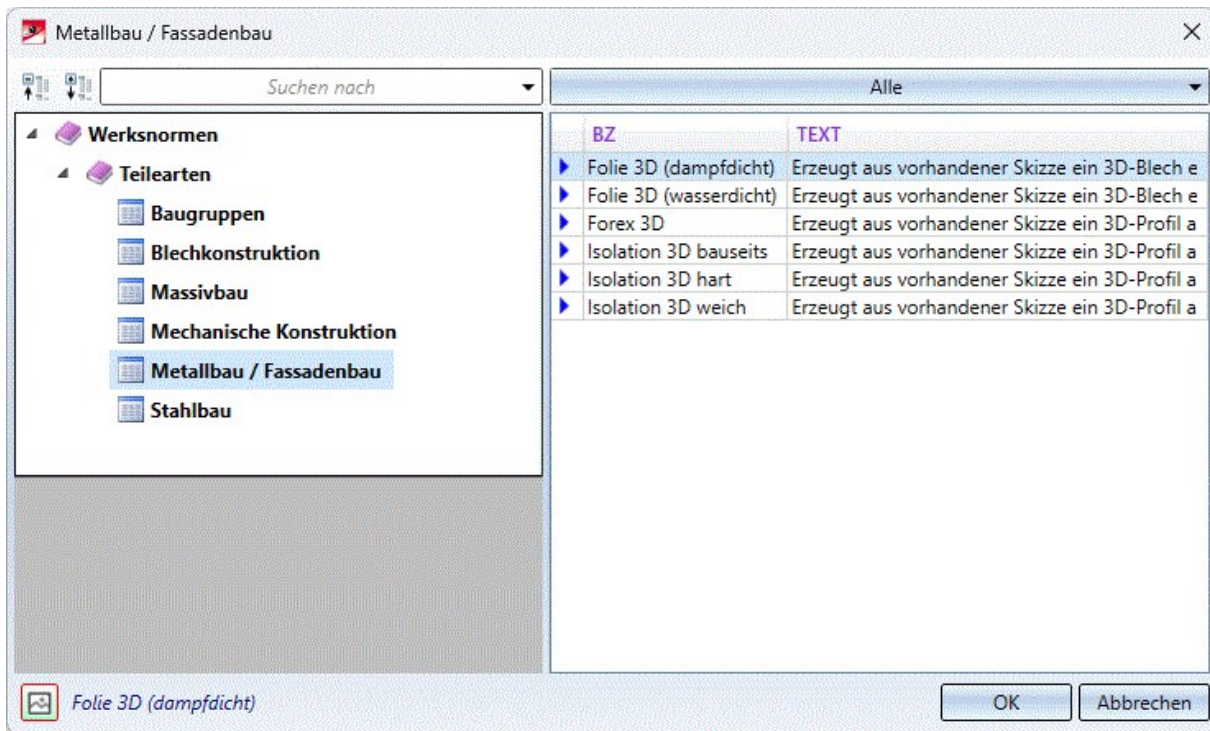 Metallbau / Fassadenbau
Suchen nach
Alle
Werksnormen
Teilearten
Baugruppen
Blechkonstruktion
Massivbau
Mechanische Konstruktion
Metallbau / Fassadenbau
Stahlbau
BZ TEXT
Folie 3D (dampfdicht) Erzeugt aus vorhandener Skizze ein 3D-Blech e
Folie 3D (wasserdicht) Erzeugt aus vorhandener Skizze ein 3D-Blech e
Forex 3D Erzeugt aus vorhandener Skizze ein 3D-Profil a
Isolation 3D bauseits Erzeugt aus vorhandener Skizze ein 3D-Profil a
Isolation 3D hart Erzeugt aus vorhandener Skizze ein 3D-Profil a
Isolation 3D weich Erzeugt aus vorhandener Skizze ein 3D-Profil a
Folie 3D (dampfdicht)
OK Abbrechen